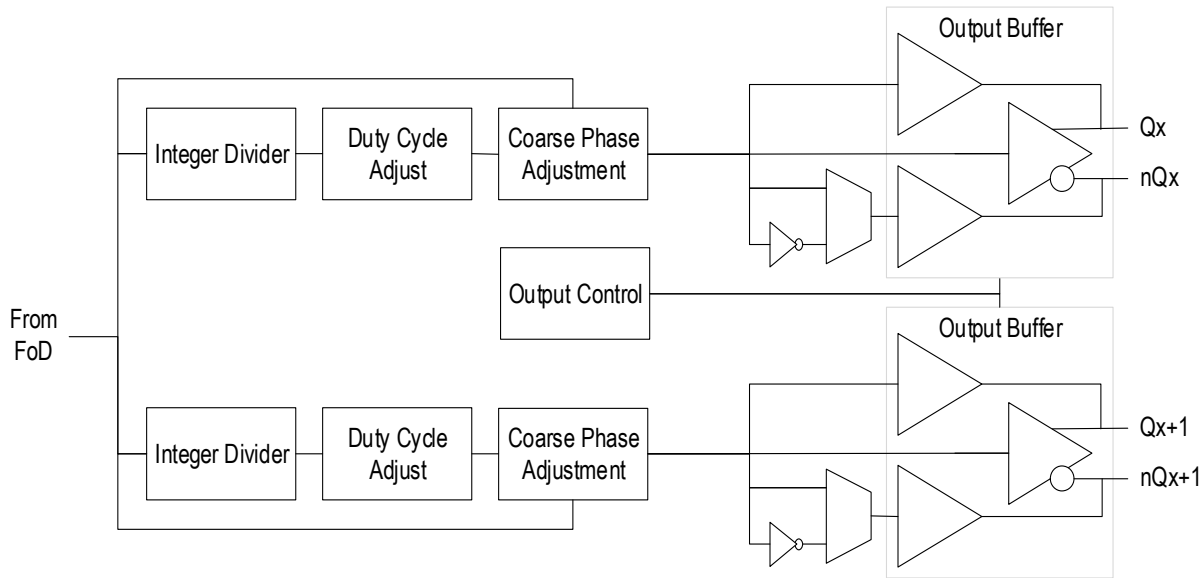 Output Buffer
Integer Divider
Duty Cycle
Adjust
Coarse Phase
Adjustment
Qx
nQx
Output Control
From
FoD
Output Buffer
Integer Divider
Duty Cycle
Adjust
Coarse Phase
Adjustment
Qx+1
nQx+1